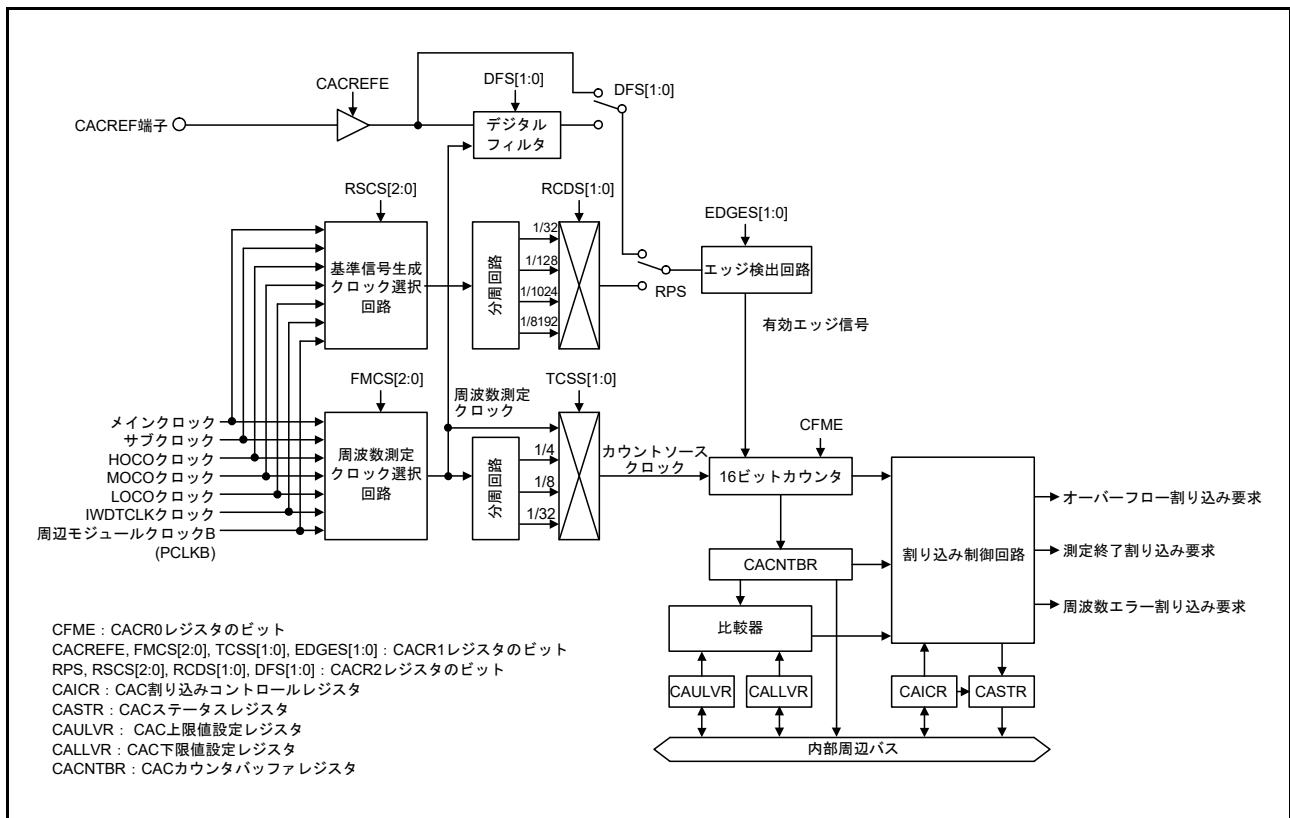 CACREFE
DFS[1:0]
DFS[1:0]
CACREF端子
デジタル
フィルタ
RSCS[2:0]
RCDS[1:0]
EDGES[1:0]
基準信号生成
クロック選択
回路
分周回路
1/32
1/128
1/1024
1/8192
RPS
エッジ検出回路
有効エッジ信号
FMCS[2:0]
周波数測定
クロック
TCSS[1:0]
メインクロック
サブクロック
HOCOクロック
MOCOクロック
LOCOクロック
IWDTCLKクロック
周辺モジュールクロックB
(PCLKB)
周波数測定
クロック選択
回路
分周回路
1/4
1/8
1/32
カウントソース
クロック
CFME
16ビットカウンタ
CACNTBR
比較器
割り込み制御回路
オーバーフロー割り込み要求
測定終了割り込み要求
周波数エラー割り込み要求
CAULVR
CALLVR
CAICR
CASTR
内部周辺バス
CFME：CACR0レジスタのビット
CACREFE, FMCS[2:0], TCSS[1:0], EDGES[1:0]：CACR1レジスタのビット
RPS, RSCS[2:0], RCDS[1:0], DFS[1:0]：CACR2レジスタのビット
CAICR：CAC割り込みコントロールレジスタ
CASTR：CACステータスレジスタ
CAULVR： CAC上限値設定レジスタ
CALLVR：CAC下限値設定レジスタ
CACNTBR：CACカウンタバッファレジスタ